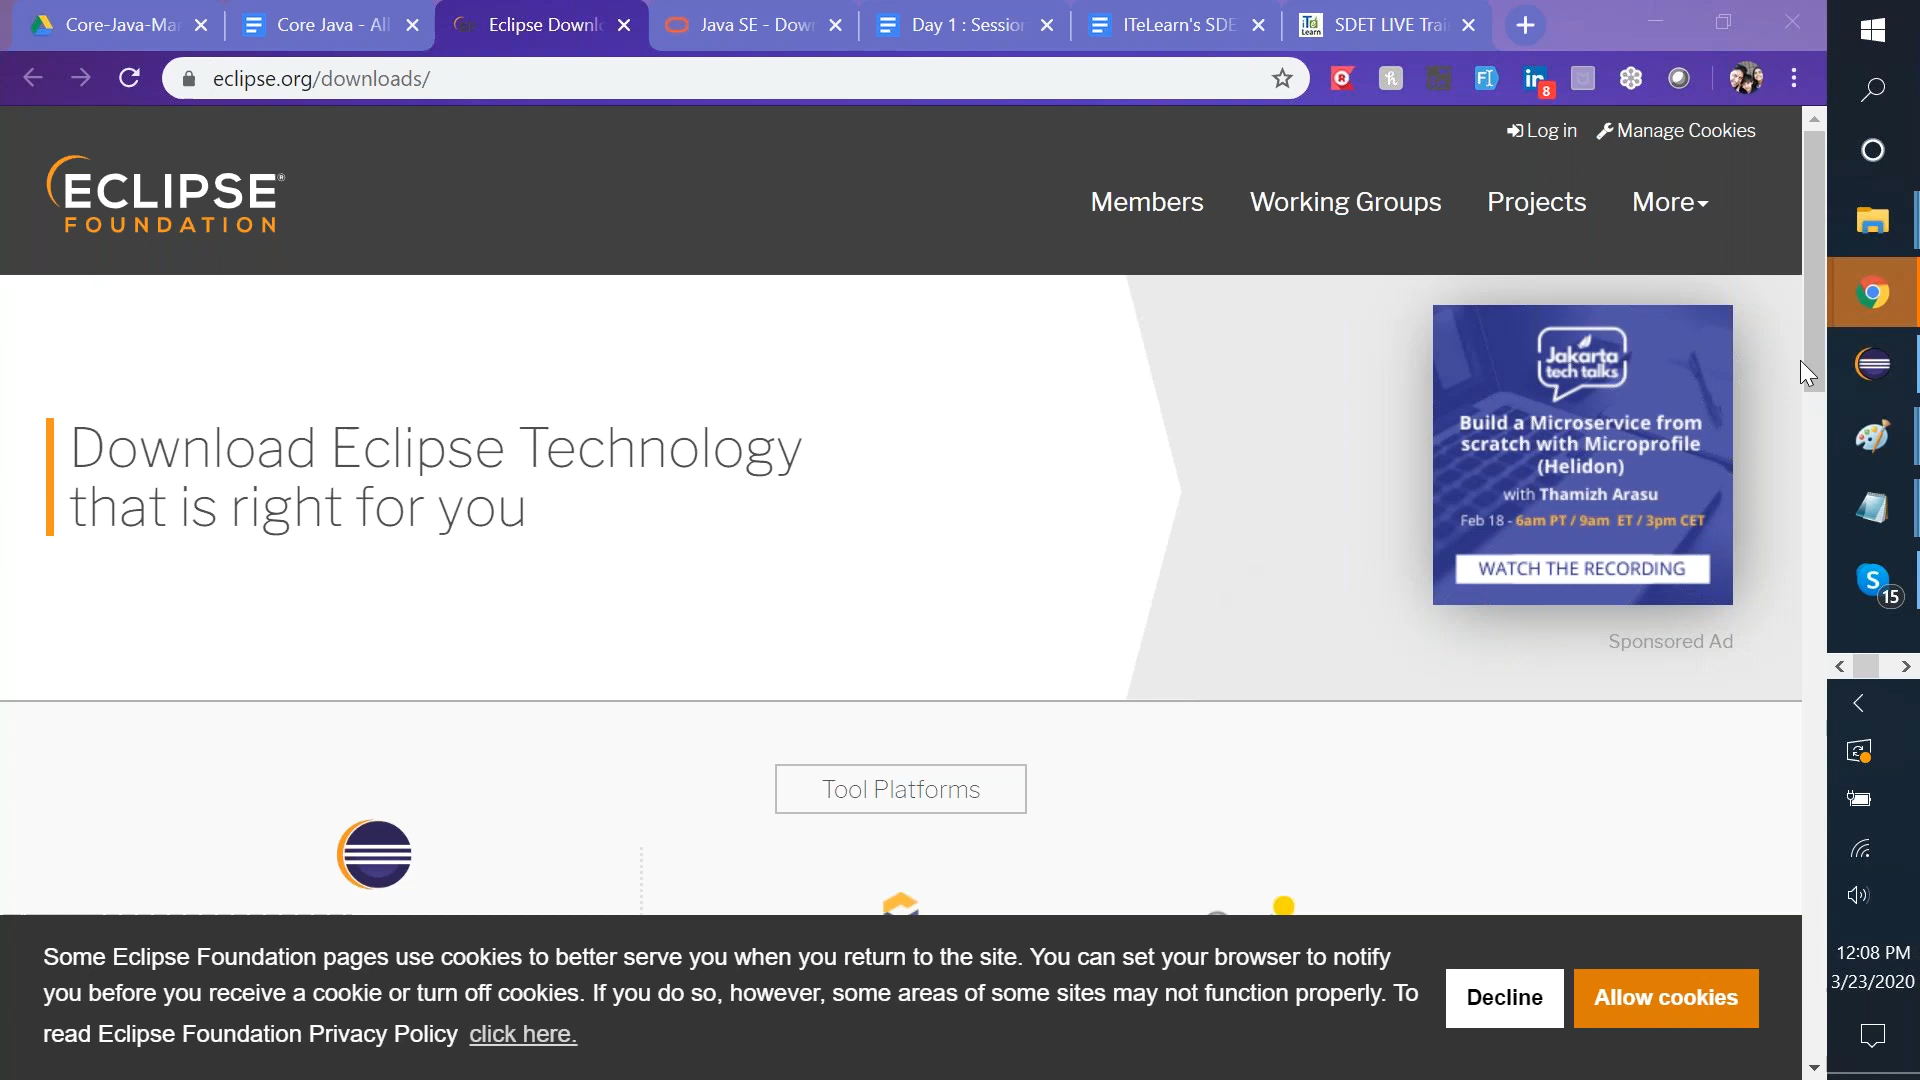 Core-Java-Ma
Core Java - All
Eclipse Downl
Java SE - Dow
Day 1 : Session
ITeLearn's SDE
SDET LIVE Trai
eclipse.org/downloads/
8
Log in
Manage Cookies
ECLIPSE®
FOUNDATION
Members
Working Groups
Projects
More
Download Eclipse Technology
that is right for you
Jakarta
tech talks
Build a Microservice from
scratch with Microprofile
(Helidon)
with Thamizh Arasu
Feb 18 - 6am PT / 9am ET / 3pm CET
WATCH THE RECORDING
Sponsored Ad
Tool Platforms
Some Eclipse Foundation pages use cookies to better serve you when you return to the site. You can set your browser to notify
you before you receive a cookie or turn off cookies. If you do so, however, some areas of some sites may not function properly. To
read Eclipse Foundation Privacy Policy click here.
Decline
Allow cookies
15
12:08 PM
3/23/2020